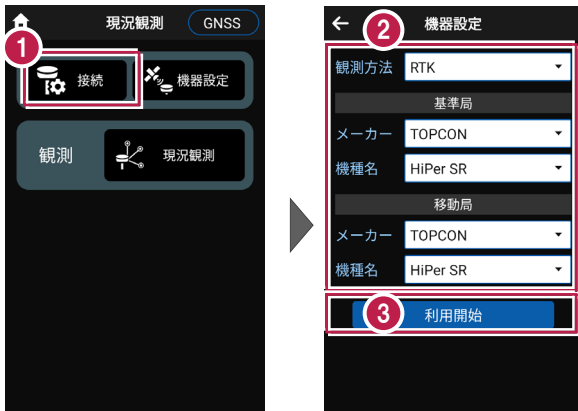 現況観測
GNSS
1
接続
機器設定
観測
現況観測
機器設定
2
観測方法
RTK
基準局
メーカー
TOPCON
機種名
HiPer SR
移動局
メーカー
TOPCON
機種名
HiPer SR
3
利用開始